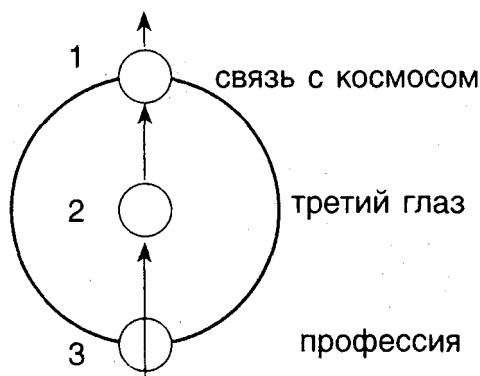 1 связь с космосом
2 третий глаз
3 профессия